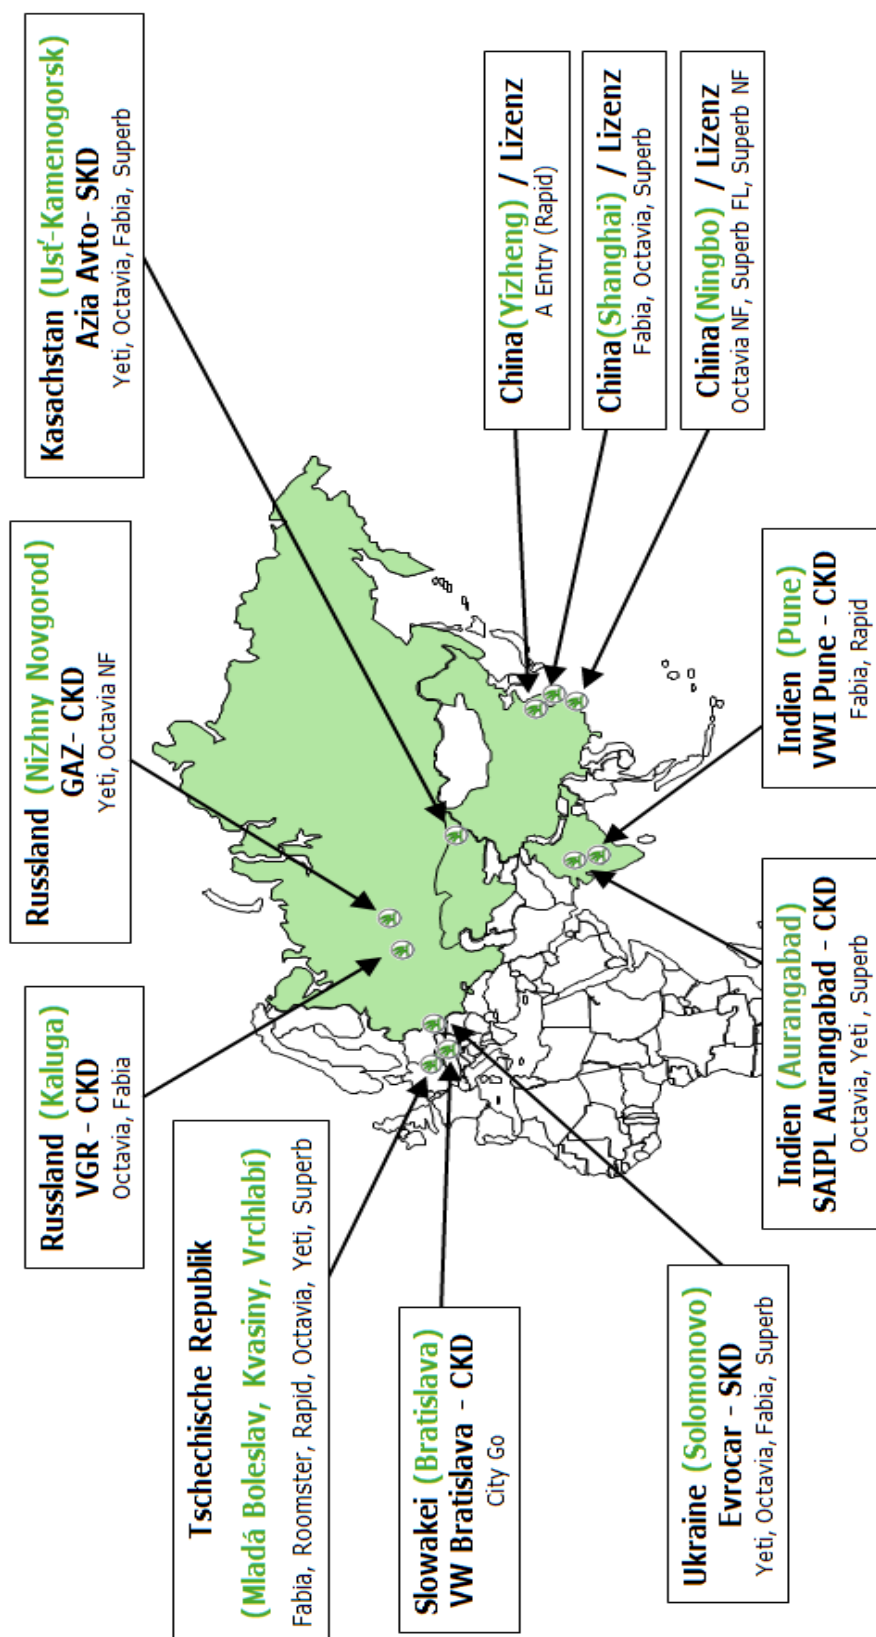 Tschechische Republik
(Mladá Boleslav, Kvasiny, Vrchlabí)
Fabia, Roomster, Rapid, Octavia, Yeti, Superb
Russland (Kaluga)
VGR - CKD
Octavia, Fabia
Russland (Nizhny Novgorod)
GAZ- CKD
Yeti, Octavia NF
Kasachstan (Usť-Kamenogorsk)
Azia Avto- SKD
Yeti, Octavia, Fabia, Superb
Slowakei (Bratislava)
VW Bratislava - CKD
City Go
Ukraine (Solomonovo)
Evrocar - SKD
Yeti, Octavia, Fabia, Superb
Indien (Aurangabad)
SAIPL Aurangabad - CKD
Octavia, Yeti , Superb
Indien (Pune)
VWI Pune - CKD
Fabia, Rapid
China(Yizheng) / Lizenz
A Entry (Rapid)
China(Shanghai) / Lizenz
Fabia, Octavia, Superb
China(Ningbo) / Lizenz
Octavia NF, Superb FL, Superb NF